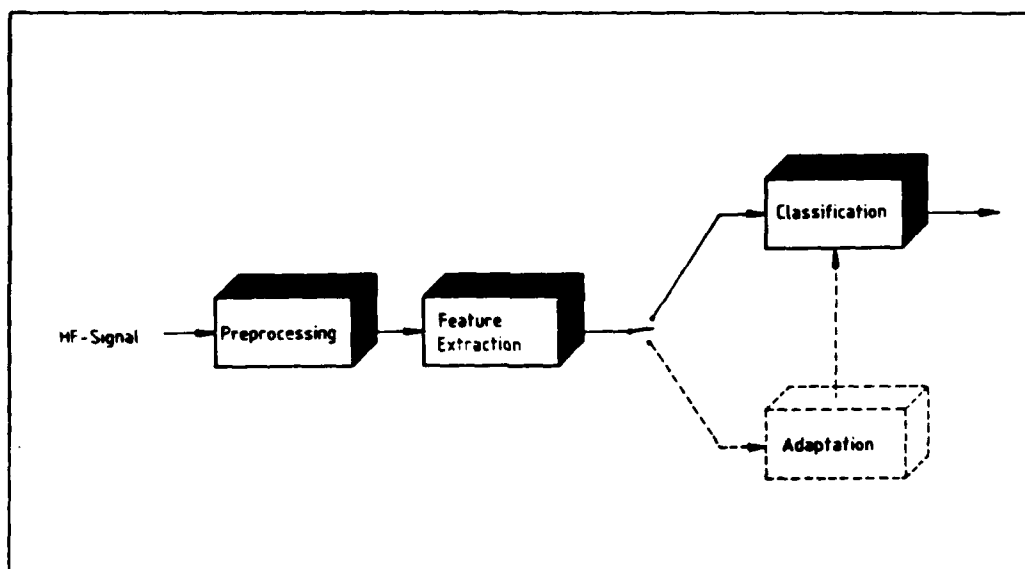 HF-Signal
Preprocessing
Feature
Extraction
Classification
Adaptation